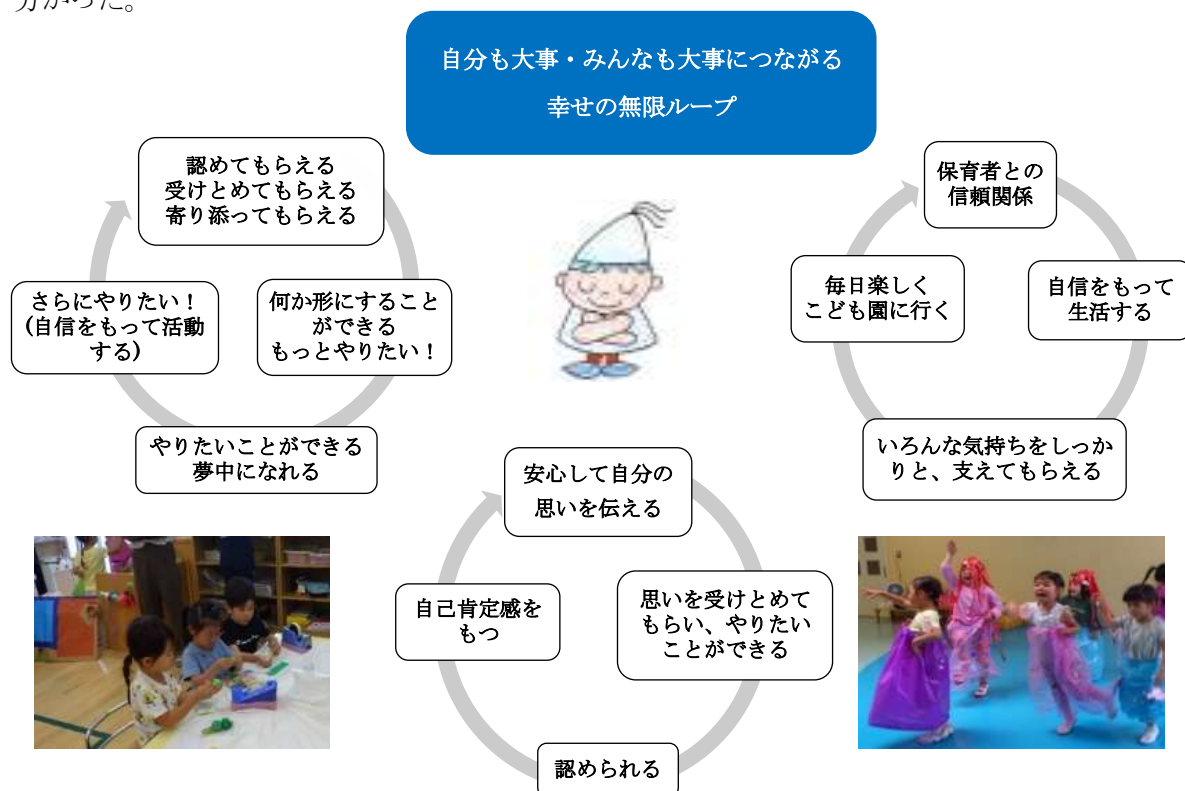 分かった。
自分も大事・みんなも大事につながる
幸せの無限ループ
認めてもらえる
受けとめてもらえる
寄り添ってもらえる
何か形にすること
ができる
もっとやりたい！
やりたいことができる
夢中になれる
さらにやりたい！
(自信をもって活動
する)
保育者との
信頼関係
自信をもって
生活する
いろんな気持ちをしっか
りと、支えてもらえる
毎日楽しく
こども園に行く
安心して自分の
思いを伝える
思いを受けとめて
もらい、やりたい
ことができる
認められる
自己肯定感を
もつ